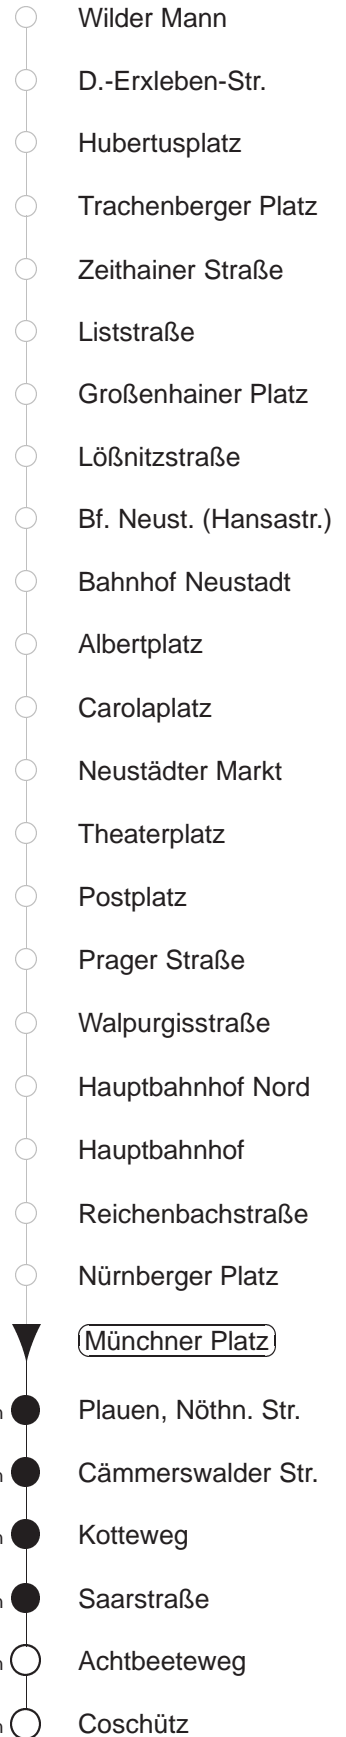 Wilder Mann
D.-Erxleben-Str.
Hubertusplatz
Trachenberger Platz
Zeithainer Straße
Liststraße
Großenhainer Platz
Lößnitzstraße
Bf. Neust. (Hansastr.)
Bahnhof Neustadt
Albertplatz
Carolaplatz
Neustädter Markt
Theaterplatz
Postplatz
Prager Straße
Walpurgisstraße
Hauptbahnhof Nord
Hauptbahnhof
Reichenbachstraße
Nürnberger Platz
Münchner Platz
Plauen, Nöthn. Str.
Cämmerswalder Str.
Kotteweg
Saarstraße
Achtbeeteweg
Coschütz